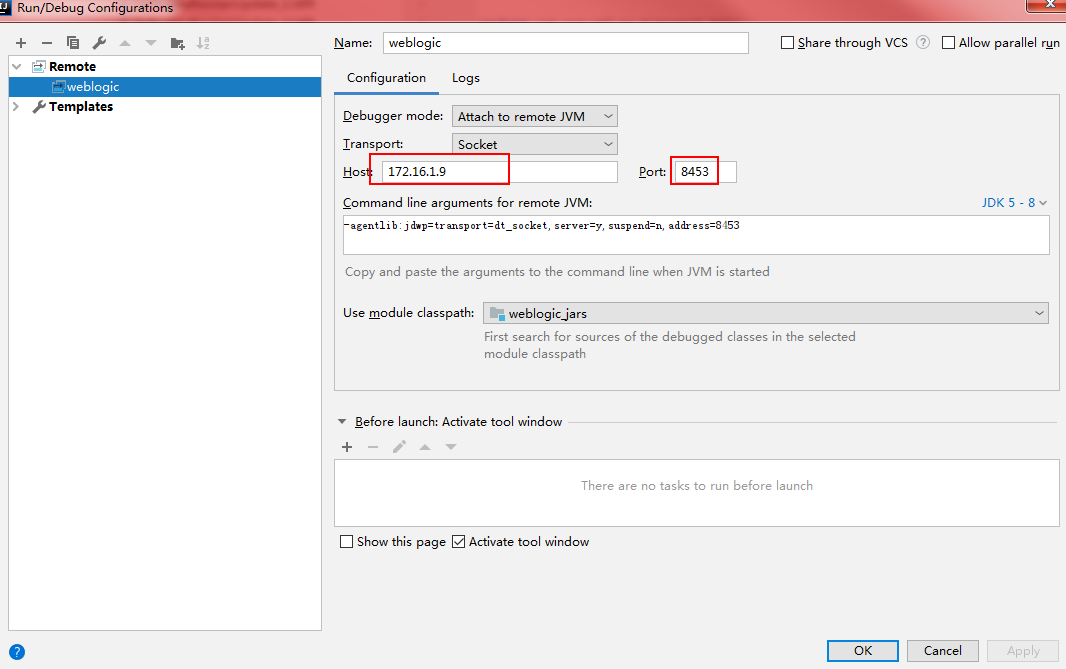 Run/Debug Configurations
Name: weblogic
Share through VCS ?
Allow parallel run
Remote
weblogic
Templates
Configuration Logs
Debugger mode: Attach to remote JVM
Transport: Socket
Host: 172.16.1.9 Port: 8453
Command line arguments for remote JVM: JDK 5 - 8
-agentlib:jdwp=transport=dt_socket,server=y,suspend=n,address=8453
Copy and paste the arguments to the command line when JVM is started
Use module classpath: weblogic_jars
First search for sources of the debugged classes in the selected
module classpath
Before launch: Activate tool window
There are no tasks to run before launch
Show this page Activate tool window
?
OK Cancel Apply